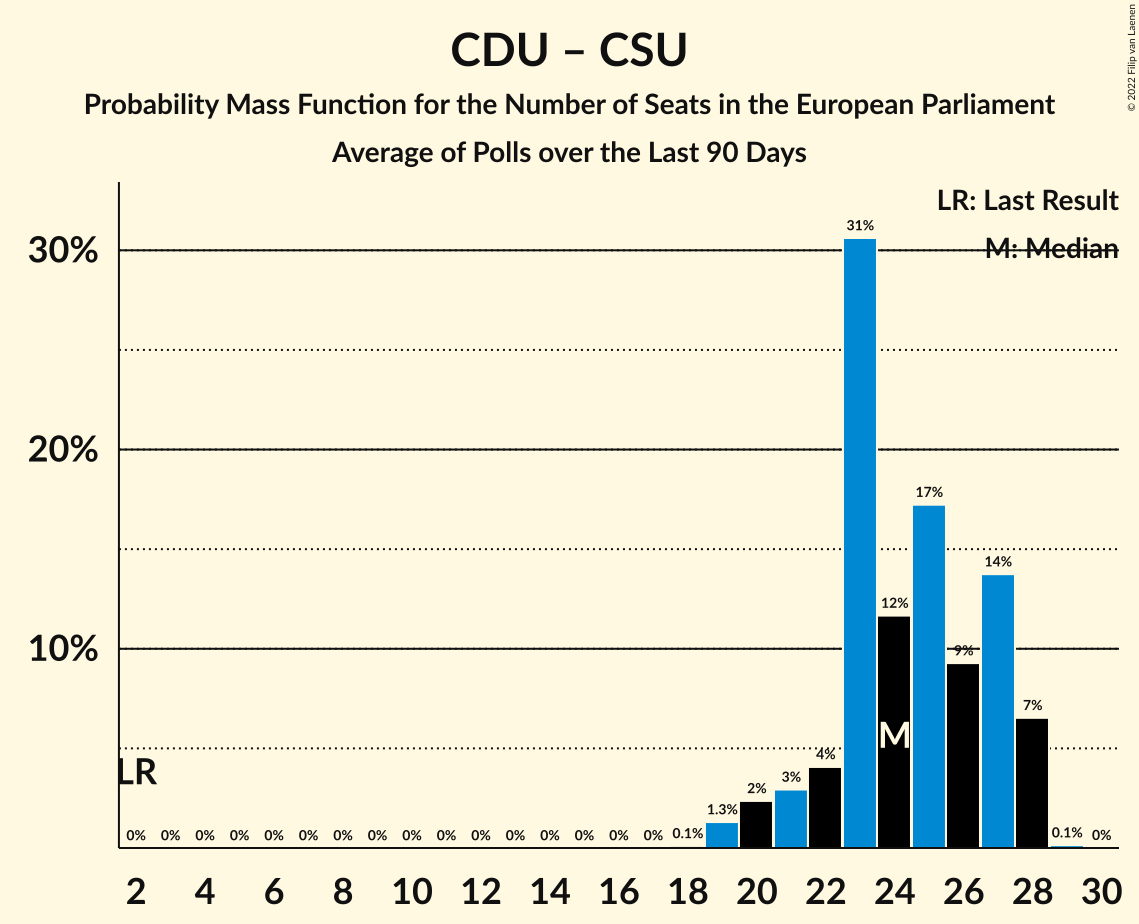 CDU – CSU
Probability Mass Function for the Number of Seats in the European Parliament
Average of Polls over the Last 90 Days
© 2022 Filip van Laenen
LR: Last Result
M: Median
30%
20%
10%
31%
17%
14%
12%
9%
7%
4%
3%
2%
1.3%
0.1%
0.1%
M
LR
0% 0% 0% 0% 0% 0% 0% 0% 0% 0% 0% 0% 0% 0% 0% 0% 0%
2 4 6 8 10 12 14 16 18 20 22 24 26 28 30